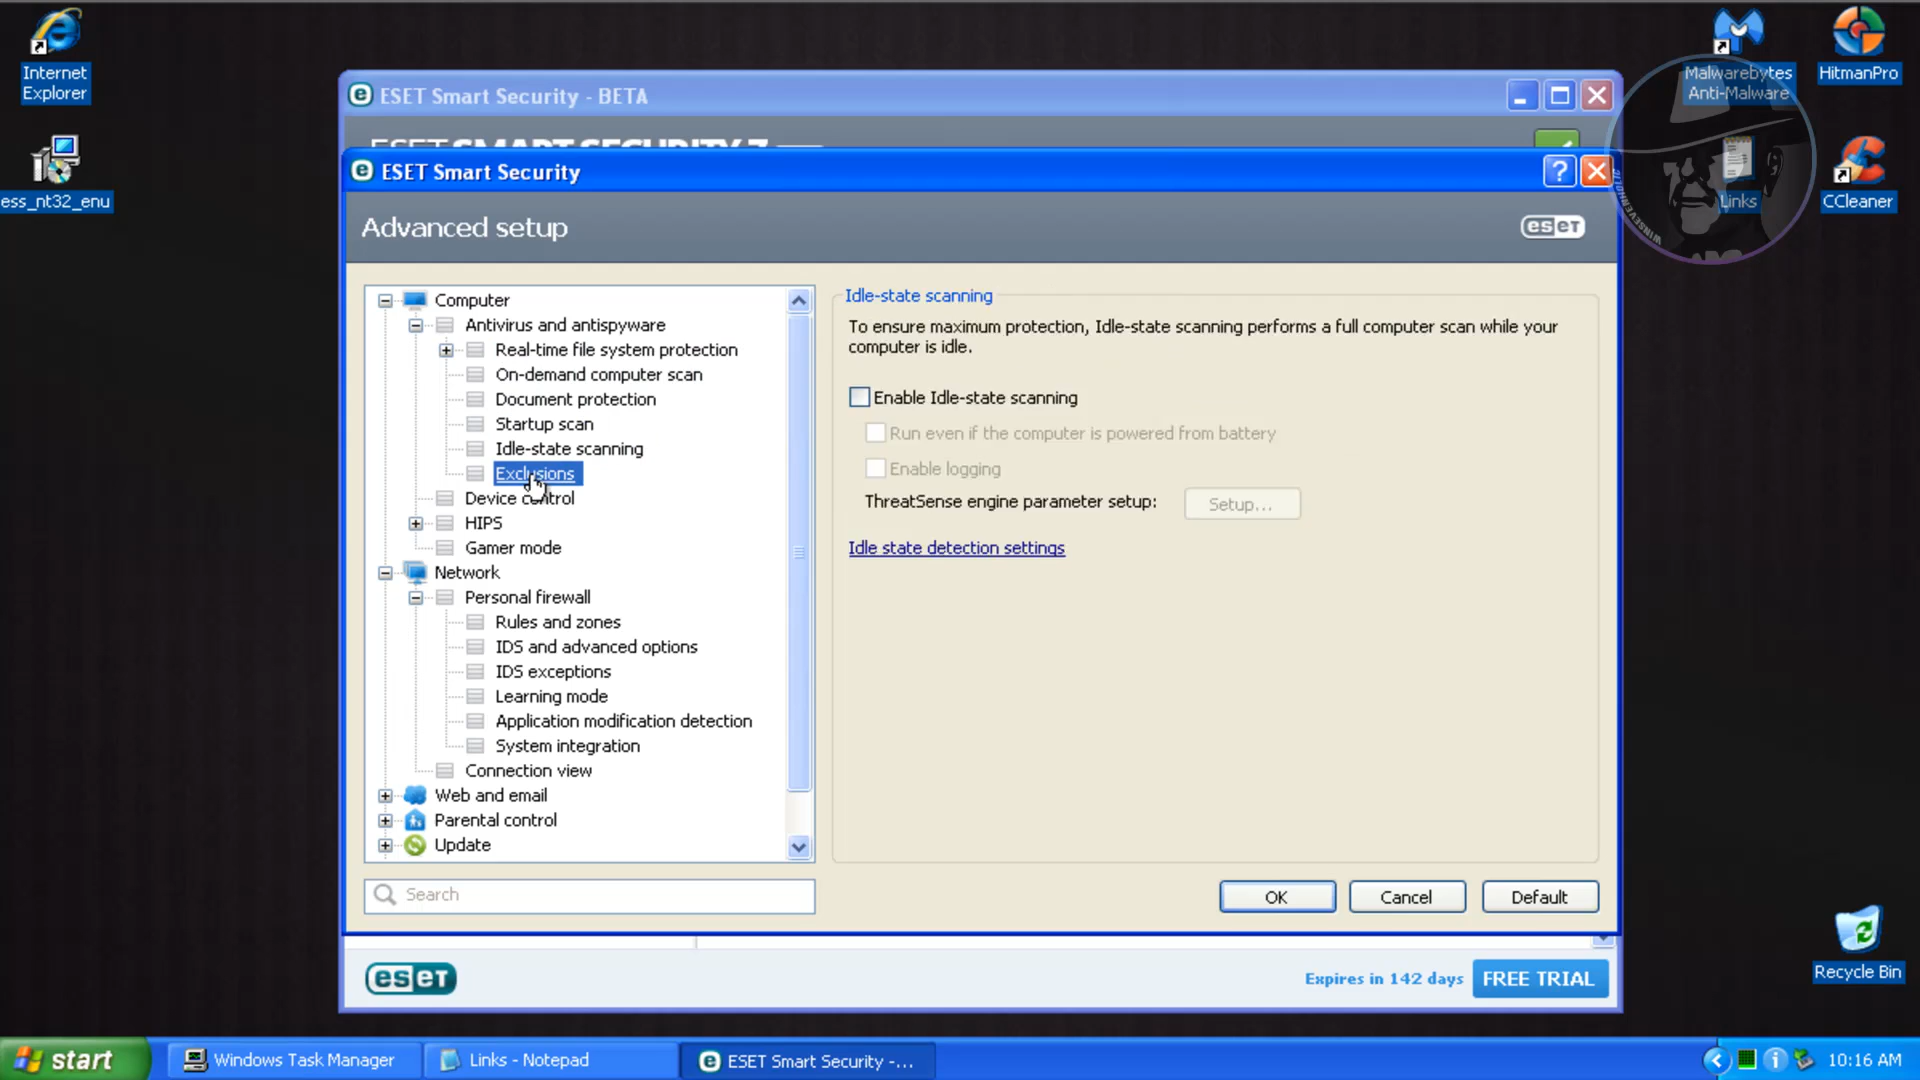 Internet
Explorer
ess_nt32_enu
Malwarebytes
Anti-Malware
HitmanPro
Links
CCleaner
WINSEVENHOLIC
ESET Smart Security - BETA
ESET SMART SECURITY 7
ESET Smart Security
Advanced setup
eset
Computer
Antivirus and antispyware
Real-time file system protection
On-demand computer scan
Document protection
Startup scan
Idle-state scanning
Exclusions
Device control
HIPS
Gamer mode
Network
Personal firewall
Rules and zones
IDS and advanced options
IDS exceptions
Learning mode
Application modification detection
System integration
Connection view
Web and email
Parental control
Update
Search
Idle-state scanning
To ensure maximum protection, Idle-state scanning performs a full computer scan while your
computer is idle.
Enable Idle-state scanning
Run even if the computer is powered from battery
Enable logging
ThreatSense engine parameter setup:
Setup...
Idle state detection settings
OK
Cancel
Default
eset
Expires in 142 days
FREE TRIAL
Recycle Bin
start
Windows Task Manager
Links - Notepad
ESET Smart Security -...
10:16 AM